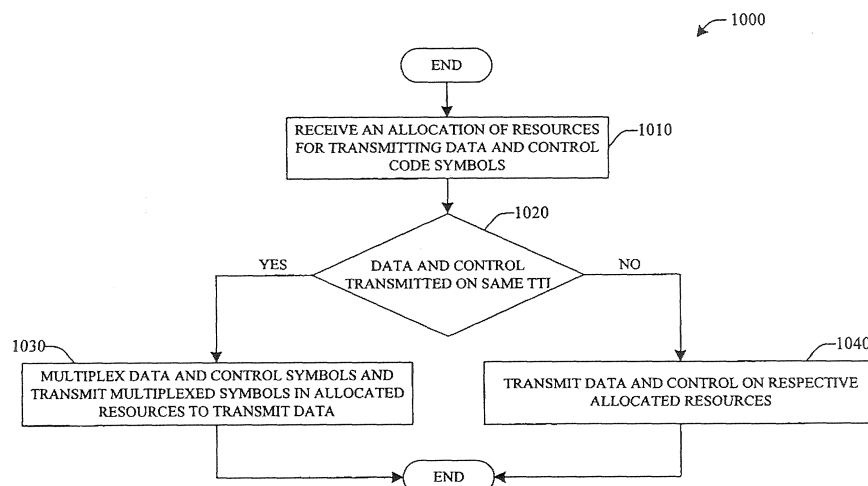 1000
END
RECEIVE AN ALLOCATION OF RESOURCES
FOR TRANSMITTING DATA AND CONTROL
CODE SYMBOLS
1010
1020
DATA AND CONTROL
TRANSMITTED ON SAME TTI
YES
NO
1030
MULTIPLEX DATA AND CONTROL SYMBOLS AND
TRANSMIT MULTIPLEXED SYMBOLS IN ALLOCATED
RESOURCES TO TRANSMIT DATA
1040
TRANSMIT DATA AND CONTROL ON RESPECTIVE
ALLOCATED RESOURCES
END